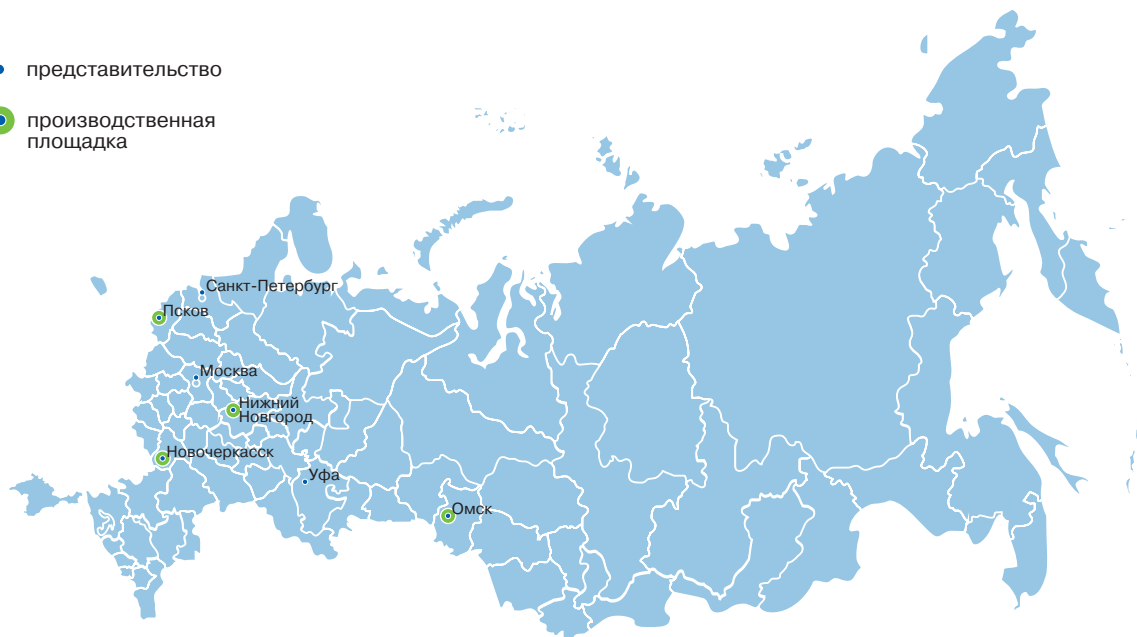 представительство
производственная
площадка
Санкт-Петербург
Псков
Москва
Нижний
Новгород
Новочеркасск
Уфа
Омск